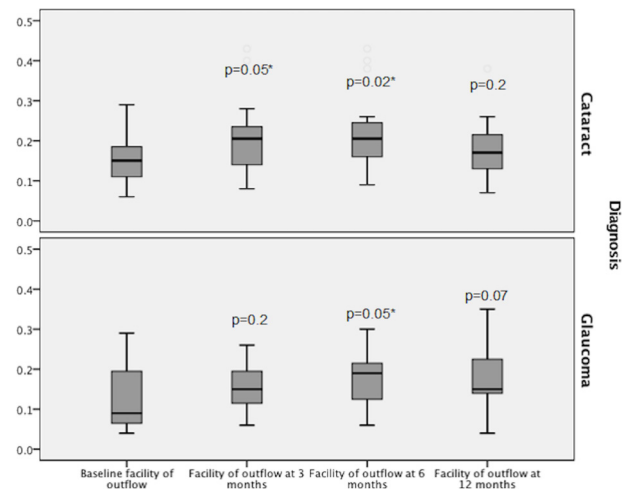 0.5
0.4
p=0.05*
p=0.02*
p=0.2
0.3
0.2
0.1
0.0
Cataract
0.5
0.4
p=0.2
p=0.05*
p=0.07
0.3
0.2
0.1
0.0
Glaucoma
Diagnosis
Baseline facility of
outflow
Facility of outflow at 3
months
Facility of outflow at 6
months
Facility of outflow at
12 months